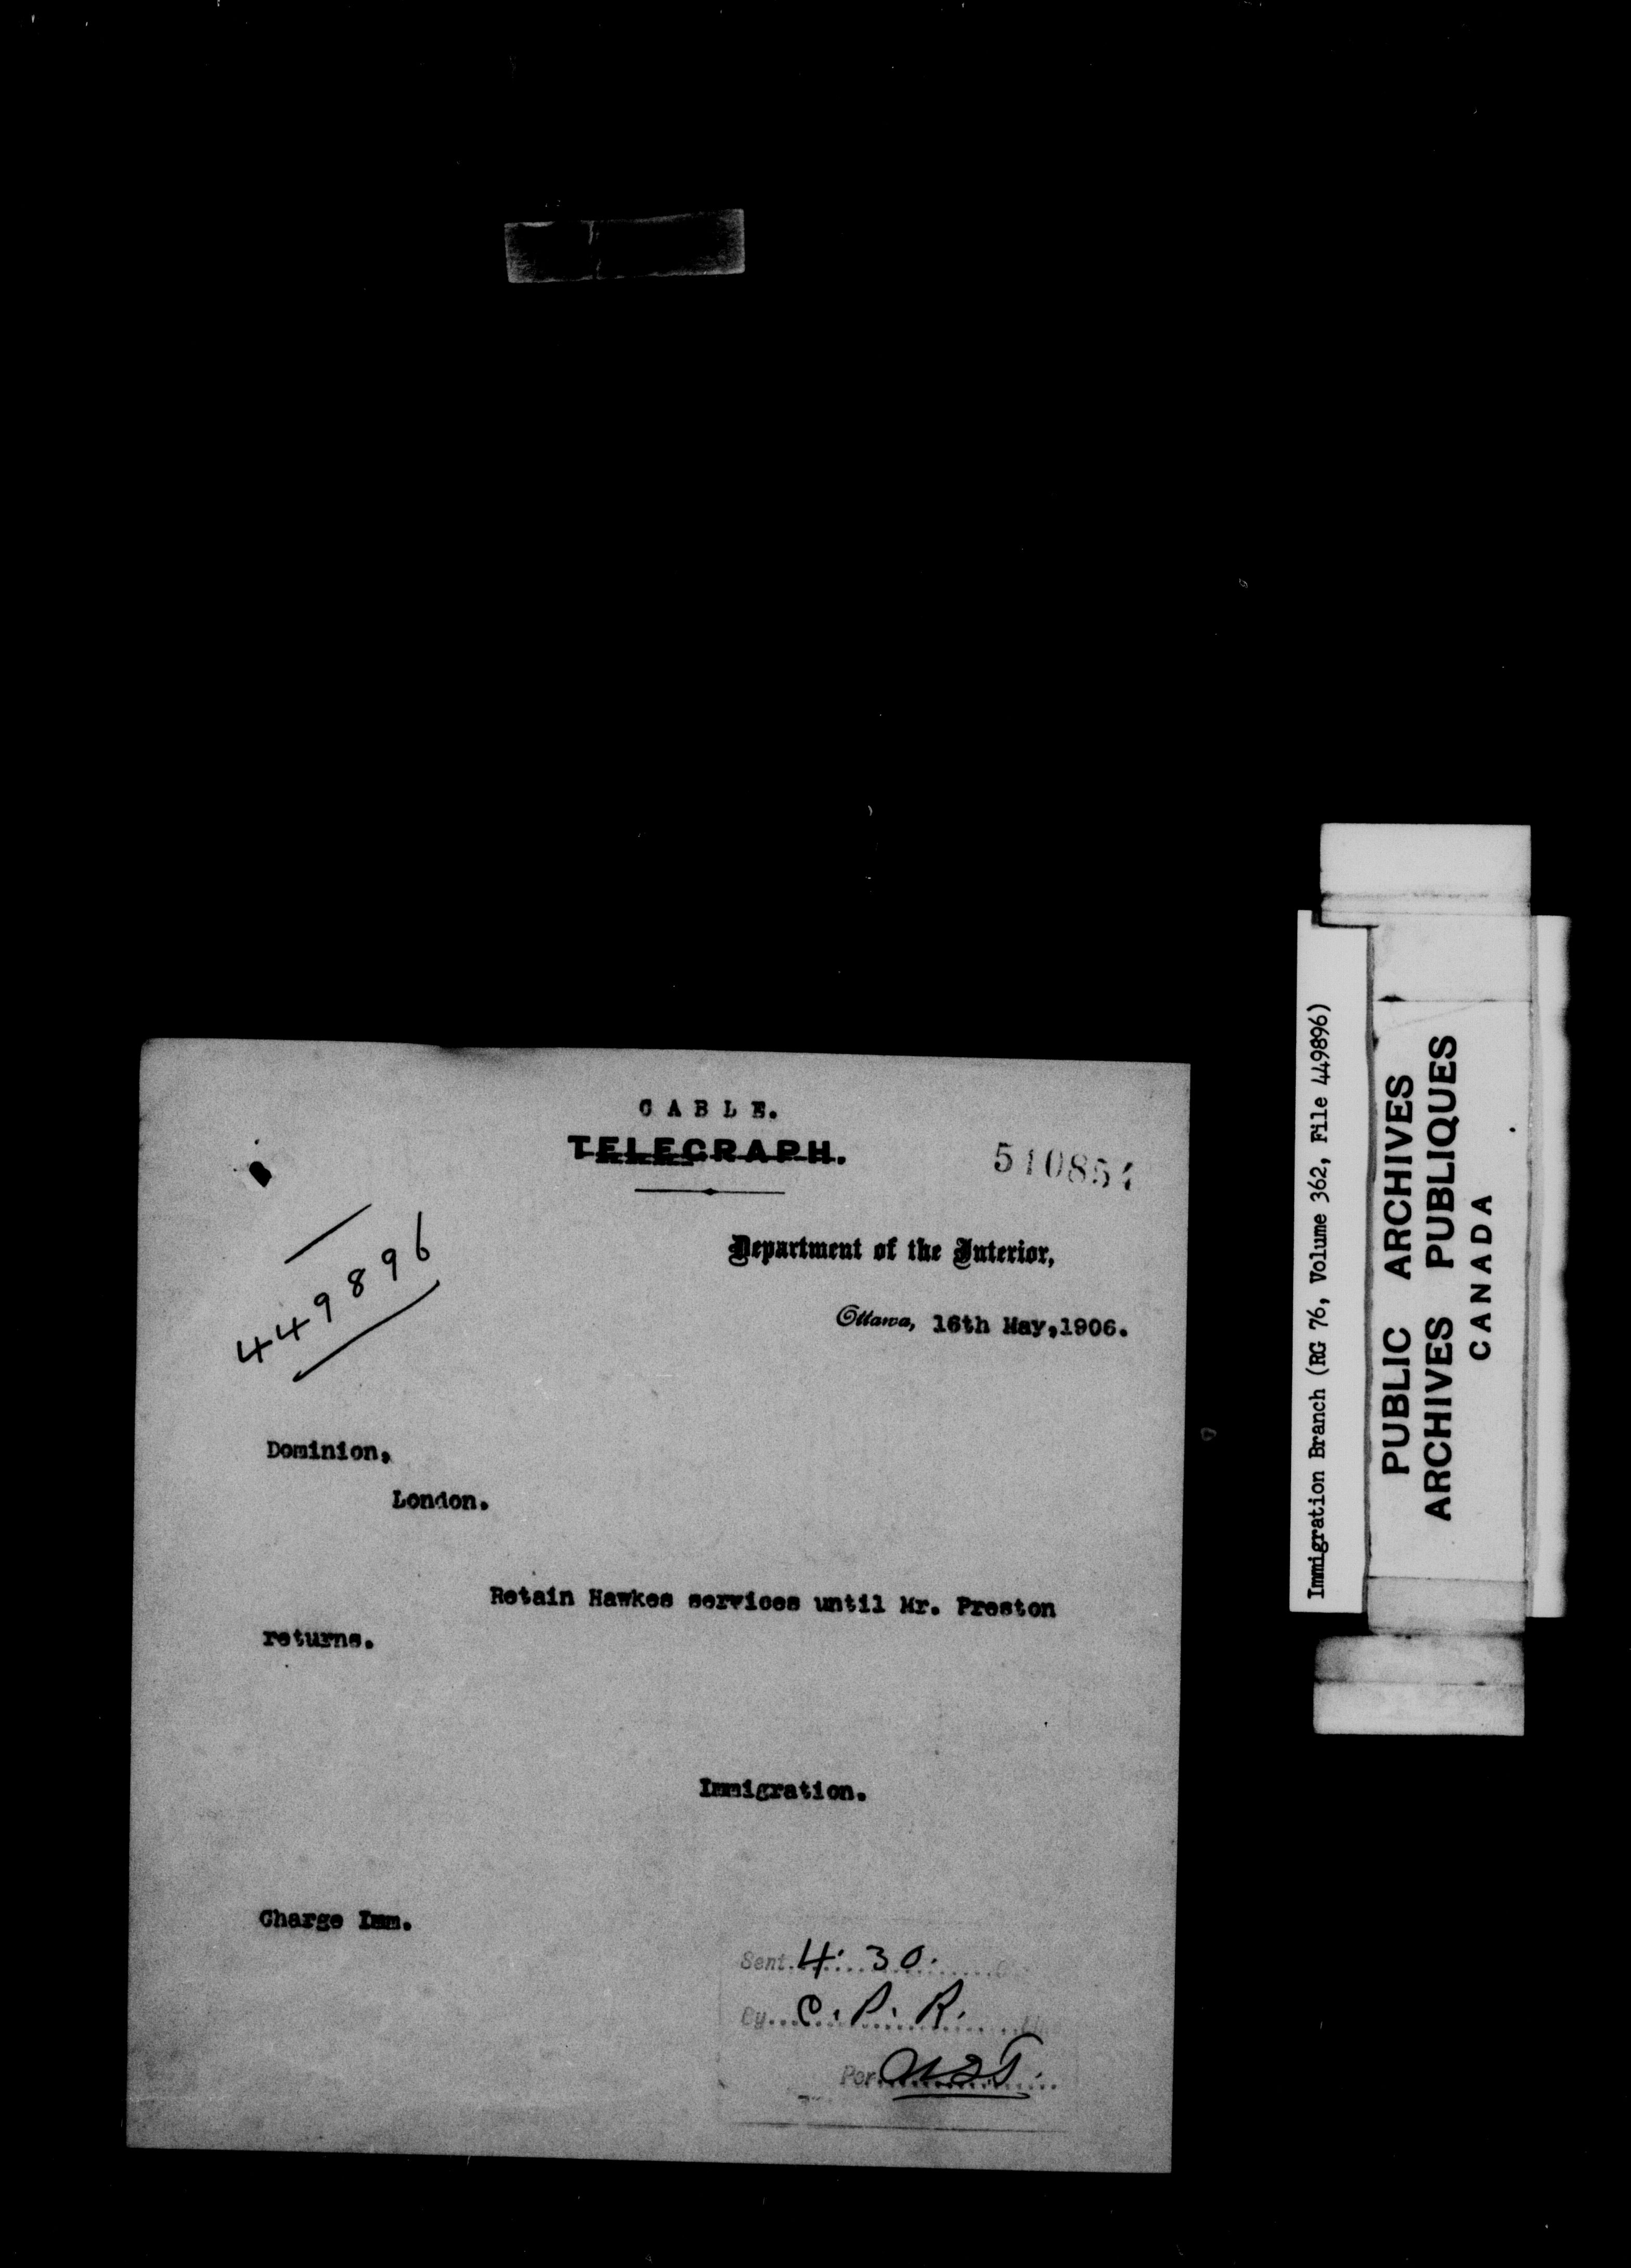 CABLE.
TELEGRAPH.
449896
Department of the Interior,
Ottawa, 16th May,1906.
Dominion,
London.
Retain Hawkes services until Mr. Preston
returns.
Immigration.
Charge Imm.
Sent. 4.30.
By C.P.R.
Per
Immigration Branch (RG 76, Volume 362, File 449896)
PUBLIC ARCHIVES
ARCHIVES PUBLIQUES
CANADA